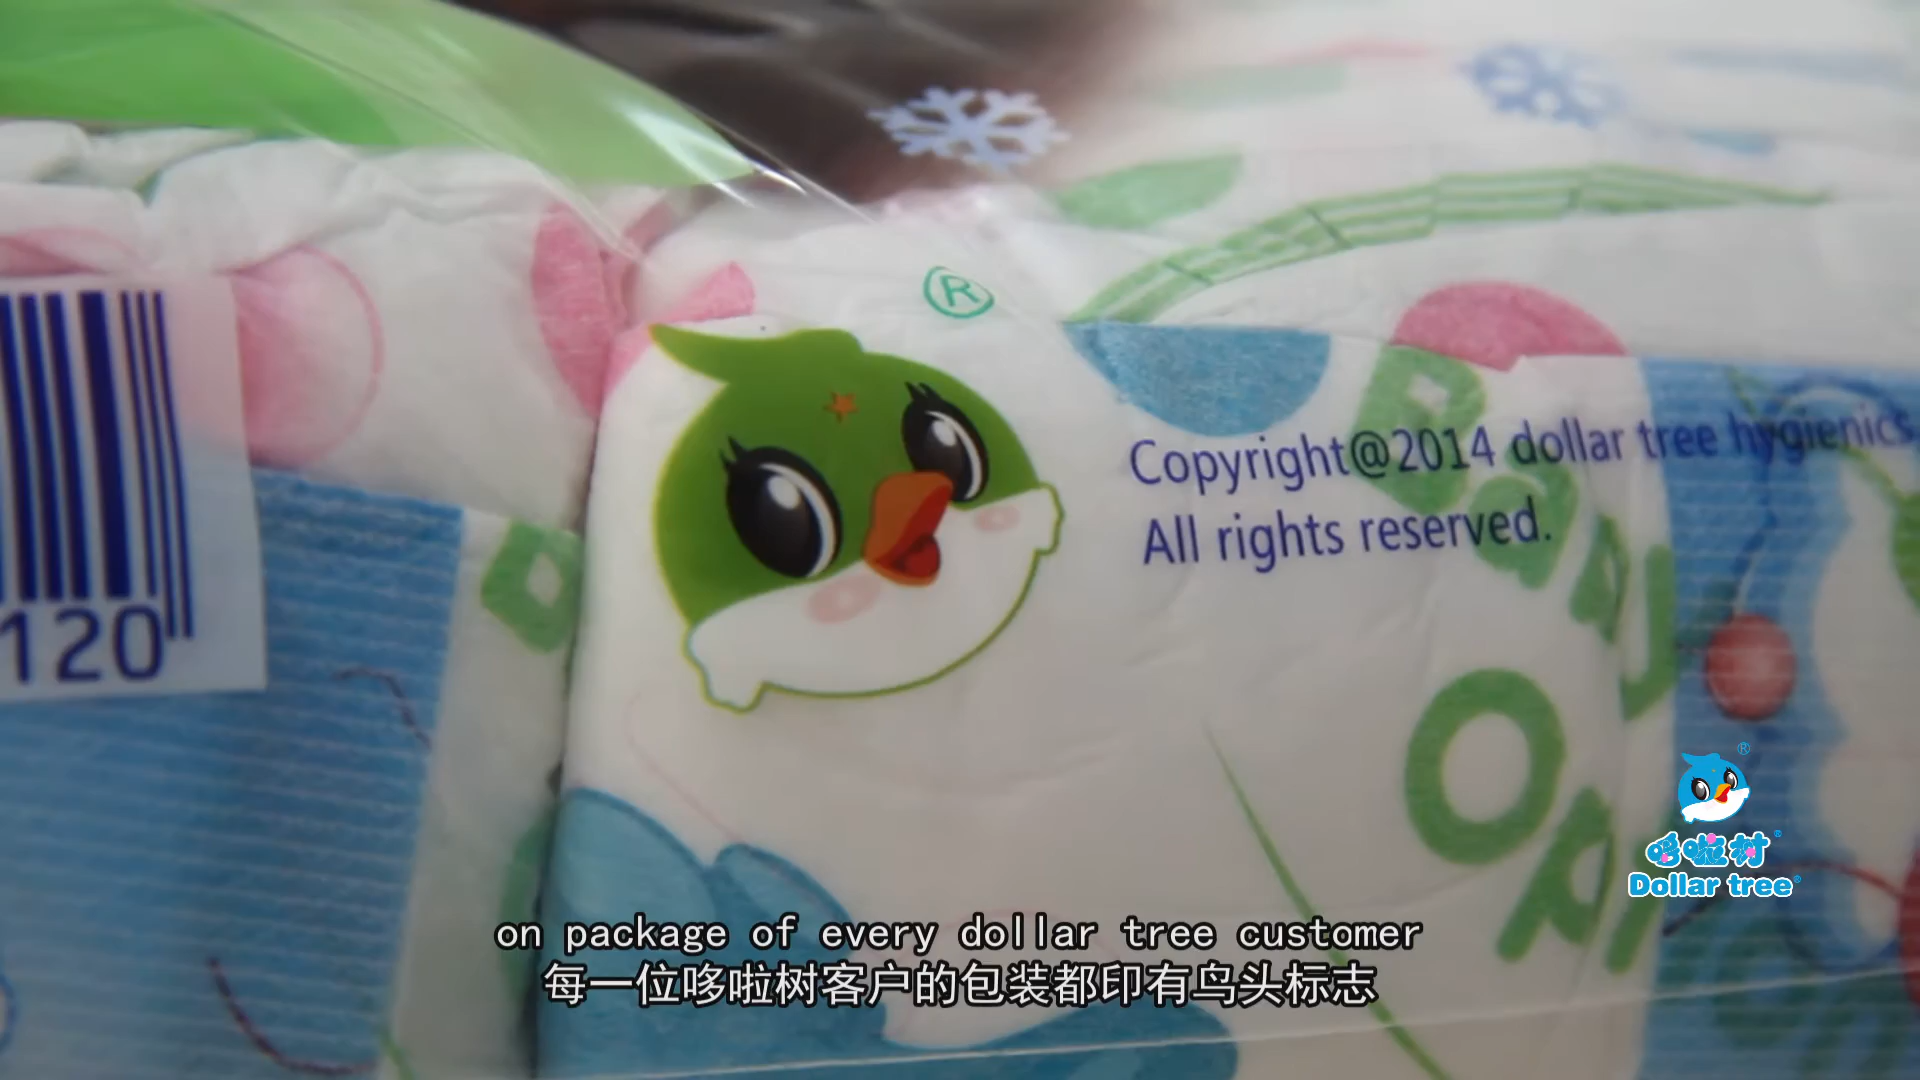 ®
Copyright@2014 dollar tree hygienics
All rights reserved.
120
®
哆啦树®
Dollar tree®
on package of every dollar tree customer
每一位哆啦树客户的包装都印有鸟头标志